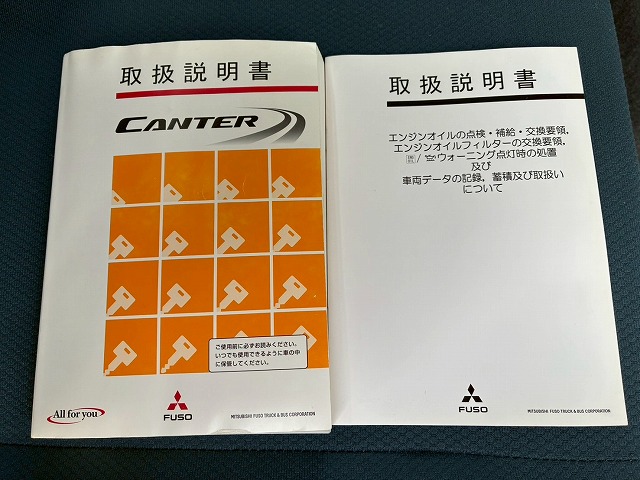 取扱説明書
CANTER
ご使用前に必ずお読みください。
いつでも使用できるように車の中
に保管してください。
All for you
FUSO
MITSUBISHI FUSO TRUCK & BUS CORPORATION
取扱説明書
エンジンオイルの点検・補給・交換要領,
エンジンオイルフィルターの交換要領,
/ ウォーニング点灯時の処置
及び
車両データの記録, 蓄積及び取扱い
について
FUSO
MITSUBISHI FUSO TRUCK & BUS CORPORATION